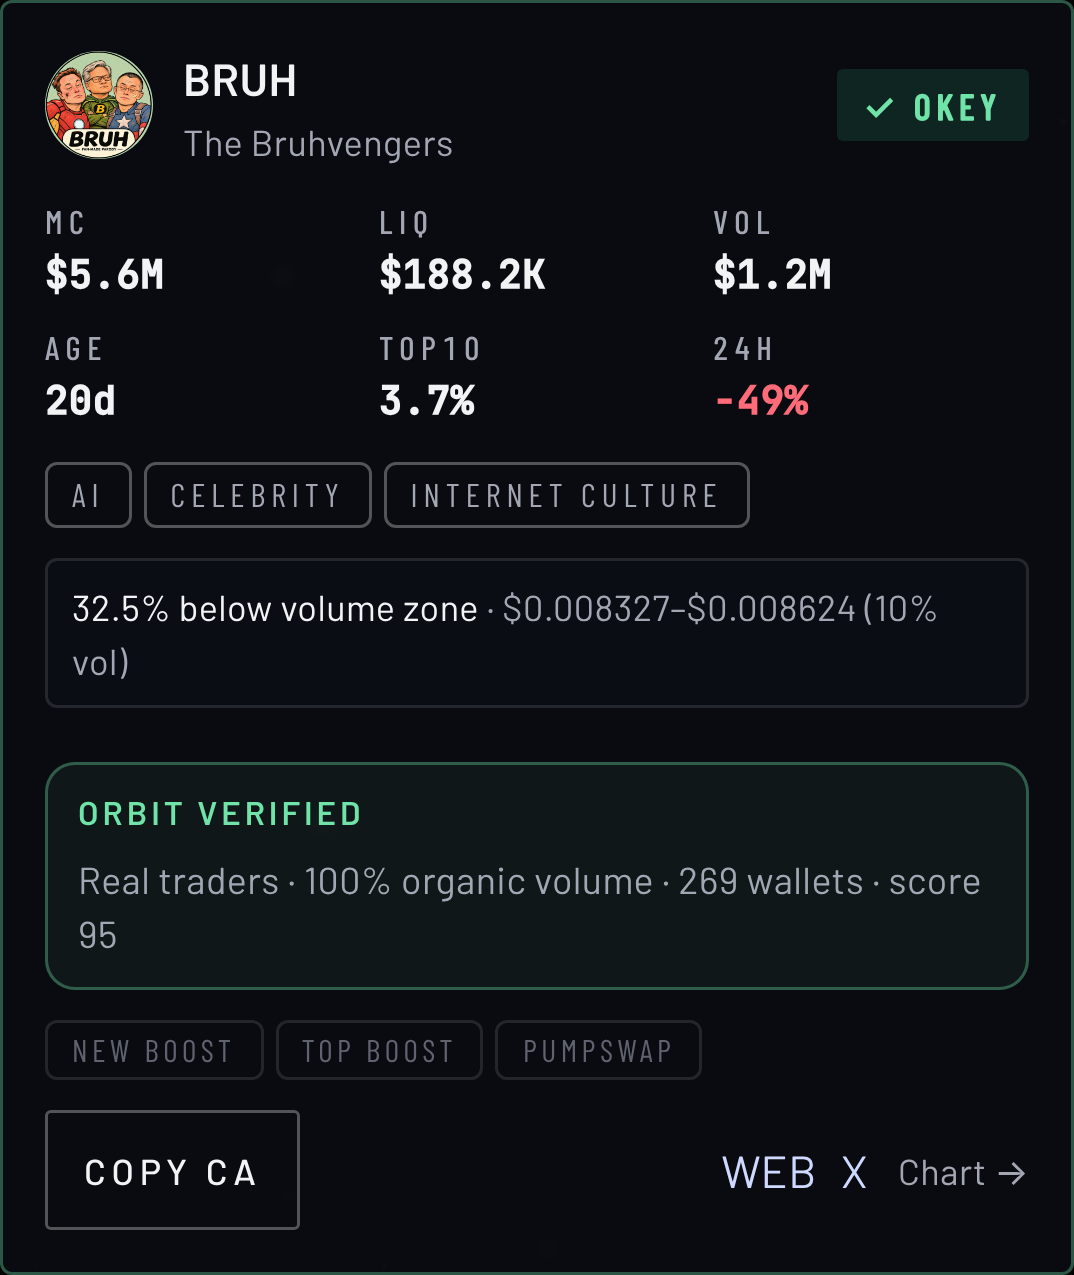 BRUH
The Bruhvengers
✓ OKEY
B
BRUH
MC
LIQ
VOL
$5.6M
$188.2K
$1.2M
AGE
TOP10
24H
20d
3.7%
-49%
AI
CELEBRITY
INTERNET CULTURE
32.5% below volume zone · $0.008327–$0.008624 (10%
vol)
ORBIT VERIFIED
Real traders · 100% organic volume · 269 wallets · score
95
NEW BOOST
TOP BOOST
PUMPSWAP
COPY CA
WEB
X
Chart →